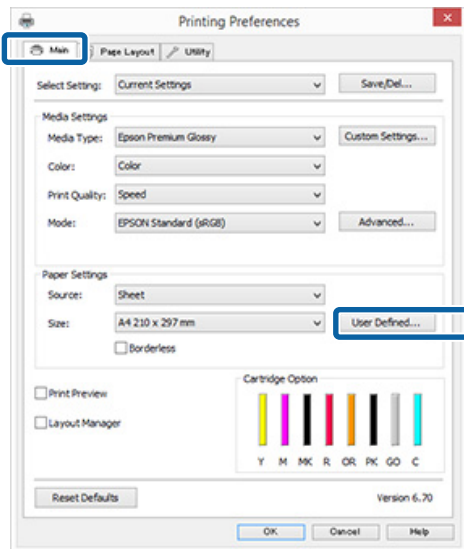 Printing Preferences
Main Page Layout Utility
Select Setting: Current Settings Save/Del...
Media Settings
Media Type: Epson Premium Glossy Custom Settings...
Color: Color
Print Quality: Speed
Mode: EPSON Standard (sRGB) Advanced...
Paper Settings
Source: Sheet
Size: A4 210 x 297 mm User Defined...
Borderless
Print Preview
Layout Manager
Cartridge Option
Y M MK R OR PK GO C
Reset Defaults Version 6.70
OK Cancel Help